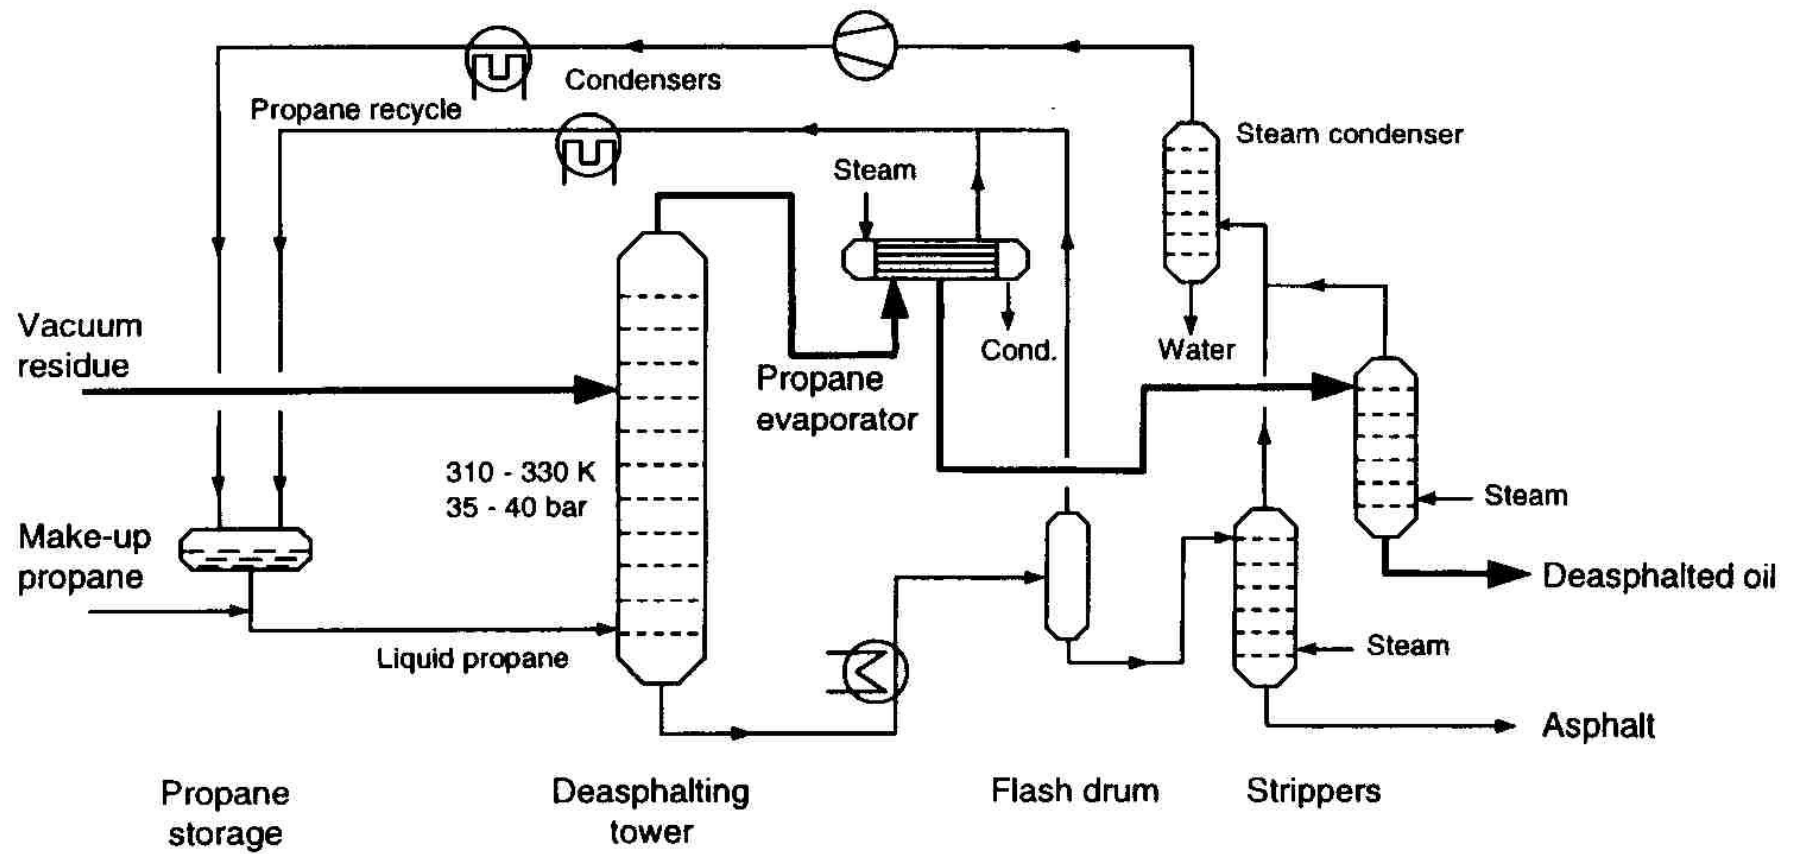 Condensers
Propane recycle
Steam condenser
Steam
Vacuum
residue
Cond.
Water
Propane
evaporator
310 - 330 K
35 - 40 bar
Steam
Make-up
propane
Deasphalted oil
Liquid propane
Steam
Asphalt
Propane
storage
Deasphalting
tower
Flash drum
Strippers